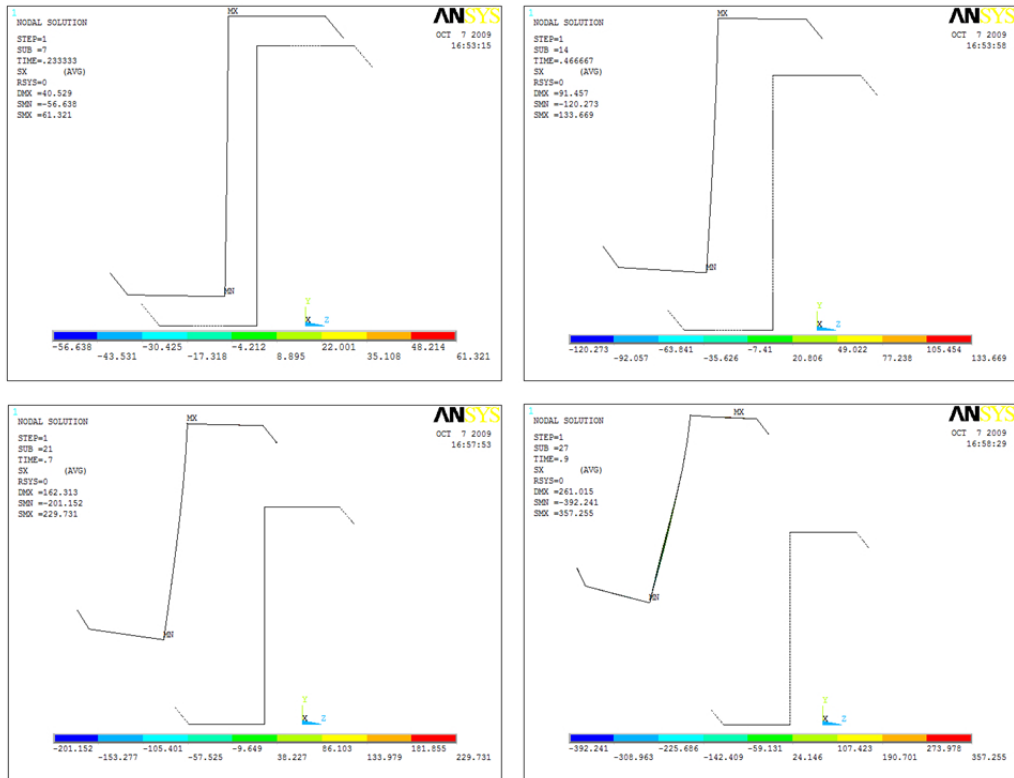 1
ANSYS
NODAL SOLUTION
OCT 7 2009
16:53:15
STEP=1
SUB =7
TIME=.233333
SX (AVG)
RSYS=0
DMX =40.529
SMN =-56.638
SMX =61.321
MX
MN
Y
X Z
-56.638 -30.425 -4.212 22.001 48.214
-43.531 -17.318 8.895 35.108 61.321
1
ANSYS
NODAL SOLUTION
OCT 7 2009
16:53:58
STEP=1
SUB =14
TIME=.466667
SX (AVG)
RSYS=0
DMX =91.457
SMN =-120.273
SMX =133.669
MX
MN
Y
X Z
-120.273 -63.841 -7.41 49.022 105.454
-92.057 -35.626 20.806 77.238 133.669
1
ANSYS
NODAL SOLUTION
OCT 7 2009
16:57:53
STEP=1
SUB =21
TIME=.7
SX (AVG)
RSYS=0
DMX =162.313
SMN =-201.152
SMX =229.731
MX
MN
Y
X Z
-201.152 -105.401 -9.649 86.103 181.855
-153.277 -57.525 38.227 133.979 229.731
1
ANSYS
NODAL SOLUTION
OCT 7 2009
16:58:29
STEP=1
SUB =27
TIME=.9
SX (AVG)
RSYS=0
DMX =261.015
SMN =-392.241
SMX =357.255
MX
MN
Y
X Z
-392.241 -225.686 -59.131 107.423 273.978
-308.963 -142.409 24.146 190.701 357.255